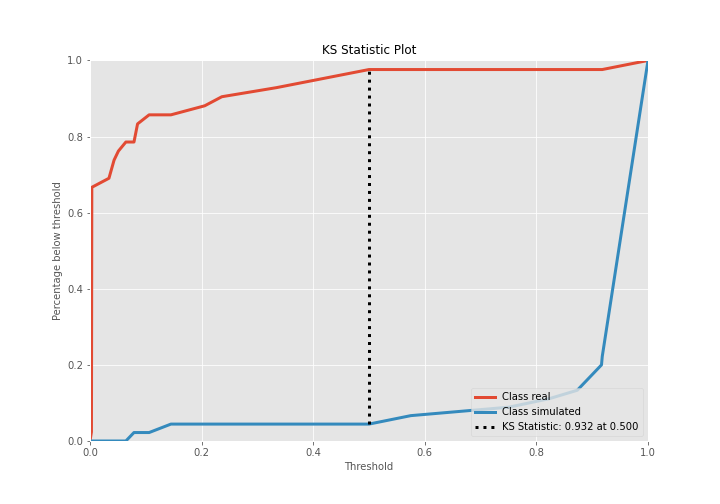 KS Statistic Plot
1.0
0.8
0.6
0.4
0.2
0.0
Percentage below threshold
0.0 0.2 0.4 0.6 0.8 1.0
Threshold
Class real
Class simulated
KS Statistic: 0.932 at 0.500